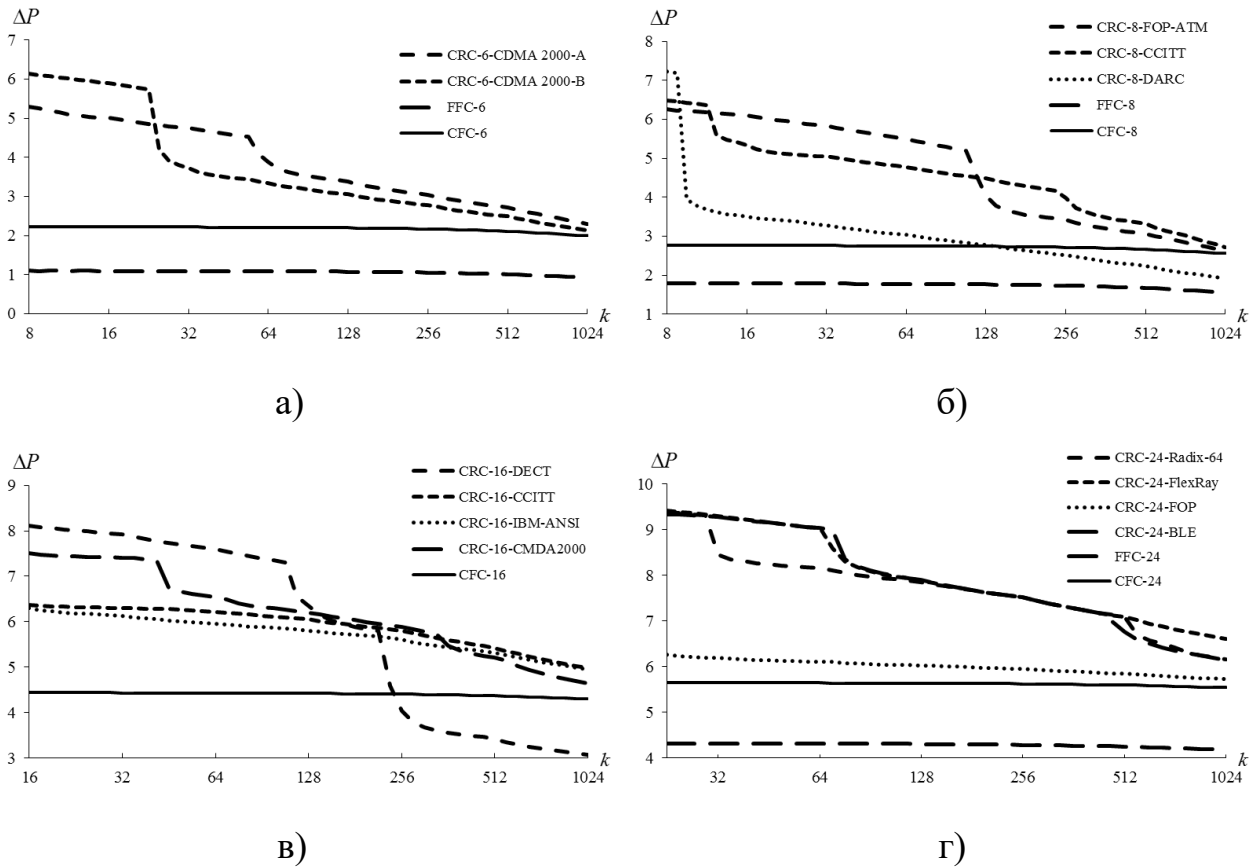 ΔP
7
6
5
4
3
2
1
0
8 16 32 64 128 256 512 1024
k
CRC-6-CDMA 2000-A
CRC-6-CDMA 2000-B
FFC-6
CFC-6
а)
ΔP
8
7
6
5
4
3
2
1
8 16 32 64 128 256 512 1024
k
CRC-8-FOP-ATM
CRC-8-CCITT
CRC-8-DARC
FFC-8
CFC-8
б)
ΔP
9
8
7
6
5
4
3
16 32 64 128 256 512 1024
k
CRC-16-DECT
CRC-16-CCITT
CRC-16-IBM-ANSI
CRC-16-CMDA2000
CFC-16
в)
ΔP
10
9
8
7
6
5
4
32 64 128 256 512 1024
k
CRC-24-Radix-64
CRC-24-FlexRay
CRC-24-FOP
CRC-24-BLE
FFC-24
CFC-24
г)